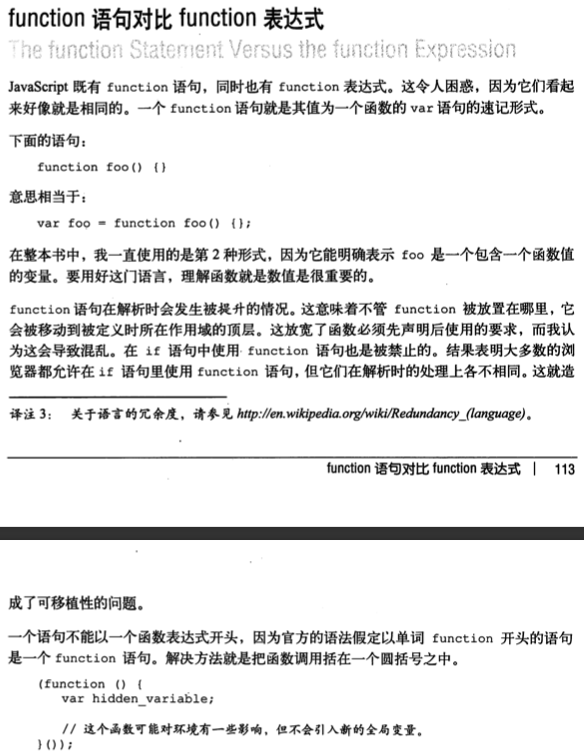 function 语句对比 function 表达式
The function Statement Versus the function Expression
JavaScript 既有 function 语句，同时也有 function 表达式。这令人困惑，因为它们看起
来好像就是相同的。一个 function 语句就是其值为一个函数的 var 语句的速记形式。
下面的语句：
function foo() {}
意思相当于：
var foo = function foo() {};
在整本书中，我一直使用的是第 2 种形式，因为它能明确表示 foo 是一个包含一个函数值
的变量。要用好这门语言，理解函数就是数值是很重要的。
function 语句在解析时会发生被提升的情况。这意味着不管 function 被放置在哪里，它
会被移动到被定义时所在作用域的顶层。这放宽了函数必须先声明后使用的要求，而我认
为这会导致混乱。在 if 语句中使用 function 语句也是被禁止的。结果表明大多数的浏
览器都允许在 if 语句里使用 function 语句，但它们在解析时的处理上各不相同。这就造
译注 3： 关于语言的冗余度，请参见 http://en.wikipedia.org/wiki/Redundancy_(language)。
function 语句对比 function 表达式 | 113
成了可移植性的问题。
一个语句不能以一个函数表达式开头，因为官方的语法假定以单词 function 开头的语句
是一个 function 语句。解决方法就是把函数调用括在一个圆括号之中。
(function () {
var hidden_variable;
// 这个函数可能对环境有一些影响，但不会引入新的全局变量。
}());